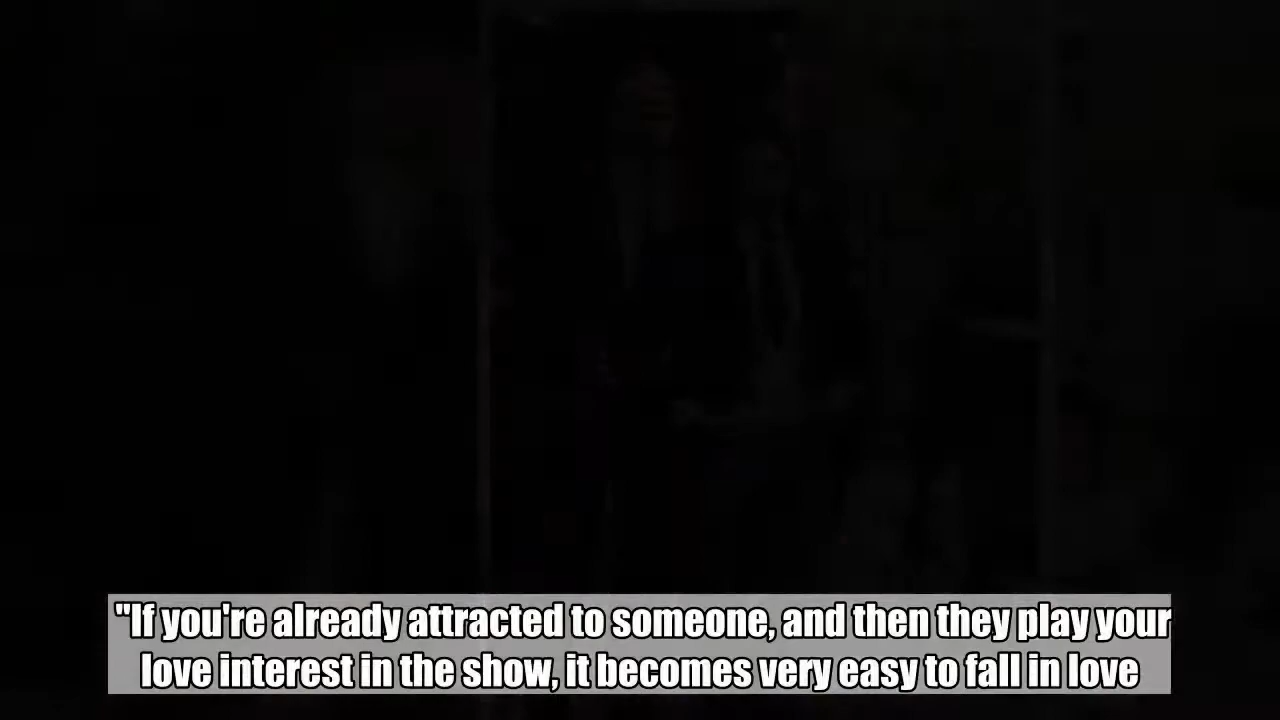 "If you're already attracted to someone, and then they play your
love interest in the show, it becomes very easy to fall in love